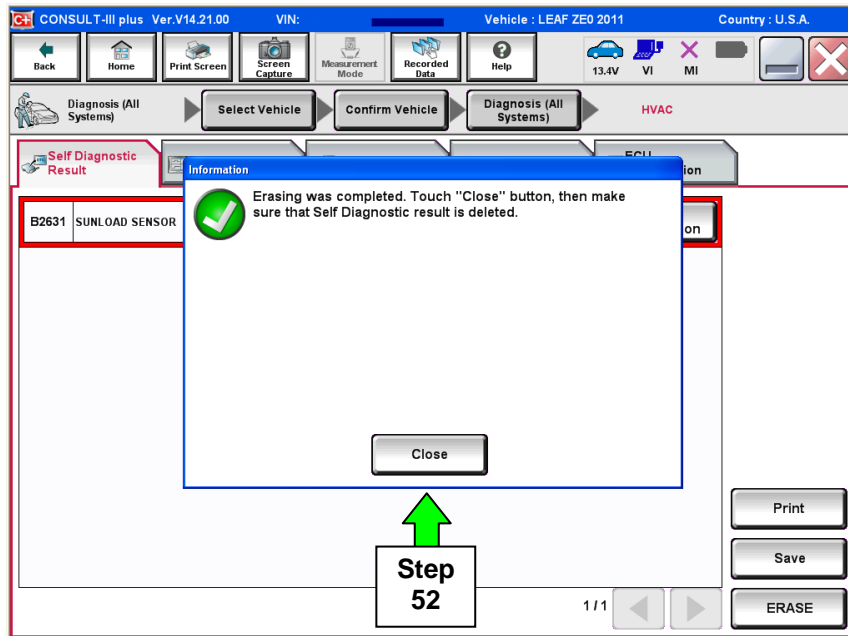 C+ CONSULT-III plus Ver.V14.21.00 VIN: Vehicle : LEAF ZE0 2011 Country : U.S.A.
Back
Home
Print Screen
Screen
Capture
Measurement
Mode
Recorded
Data
Help
13.4V
VI
MI
Diagnosis (All
Systems)
Select Vehicle
Confirm Vehicle
Diagnosis (All
Systems)
HVAC
Self Diagnostic
Result
ECU
ion
Information
Erasing was completed. Touch "Close" button, then make
sure that Self Diagnostic result is deleted.
B2631 SUNLOAD SENSOR
on
Close
Step
52
Print
Save
1/1
ERASE